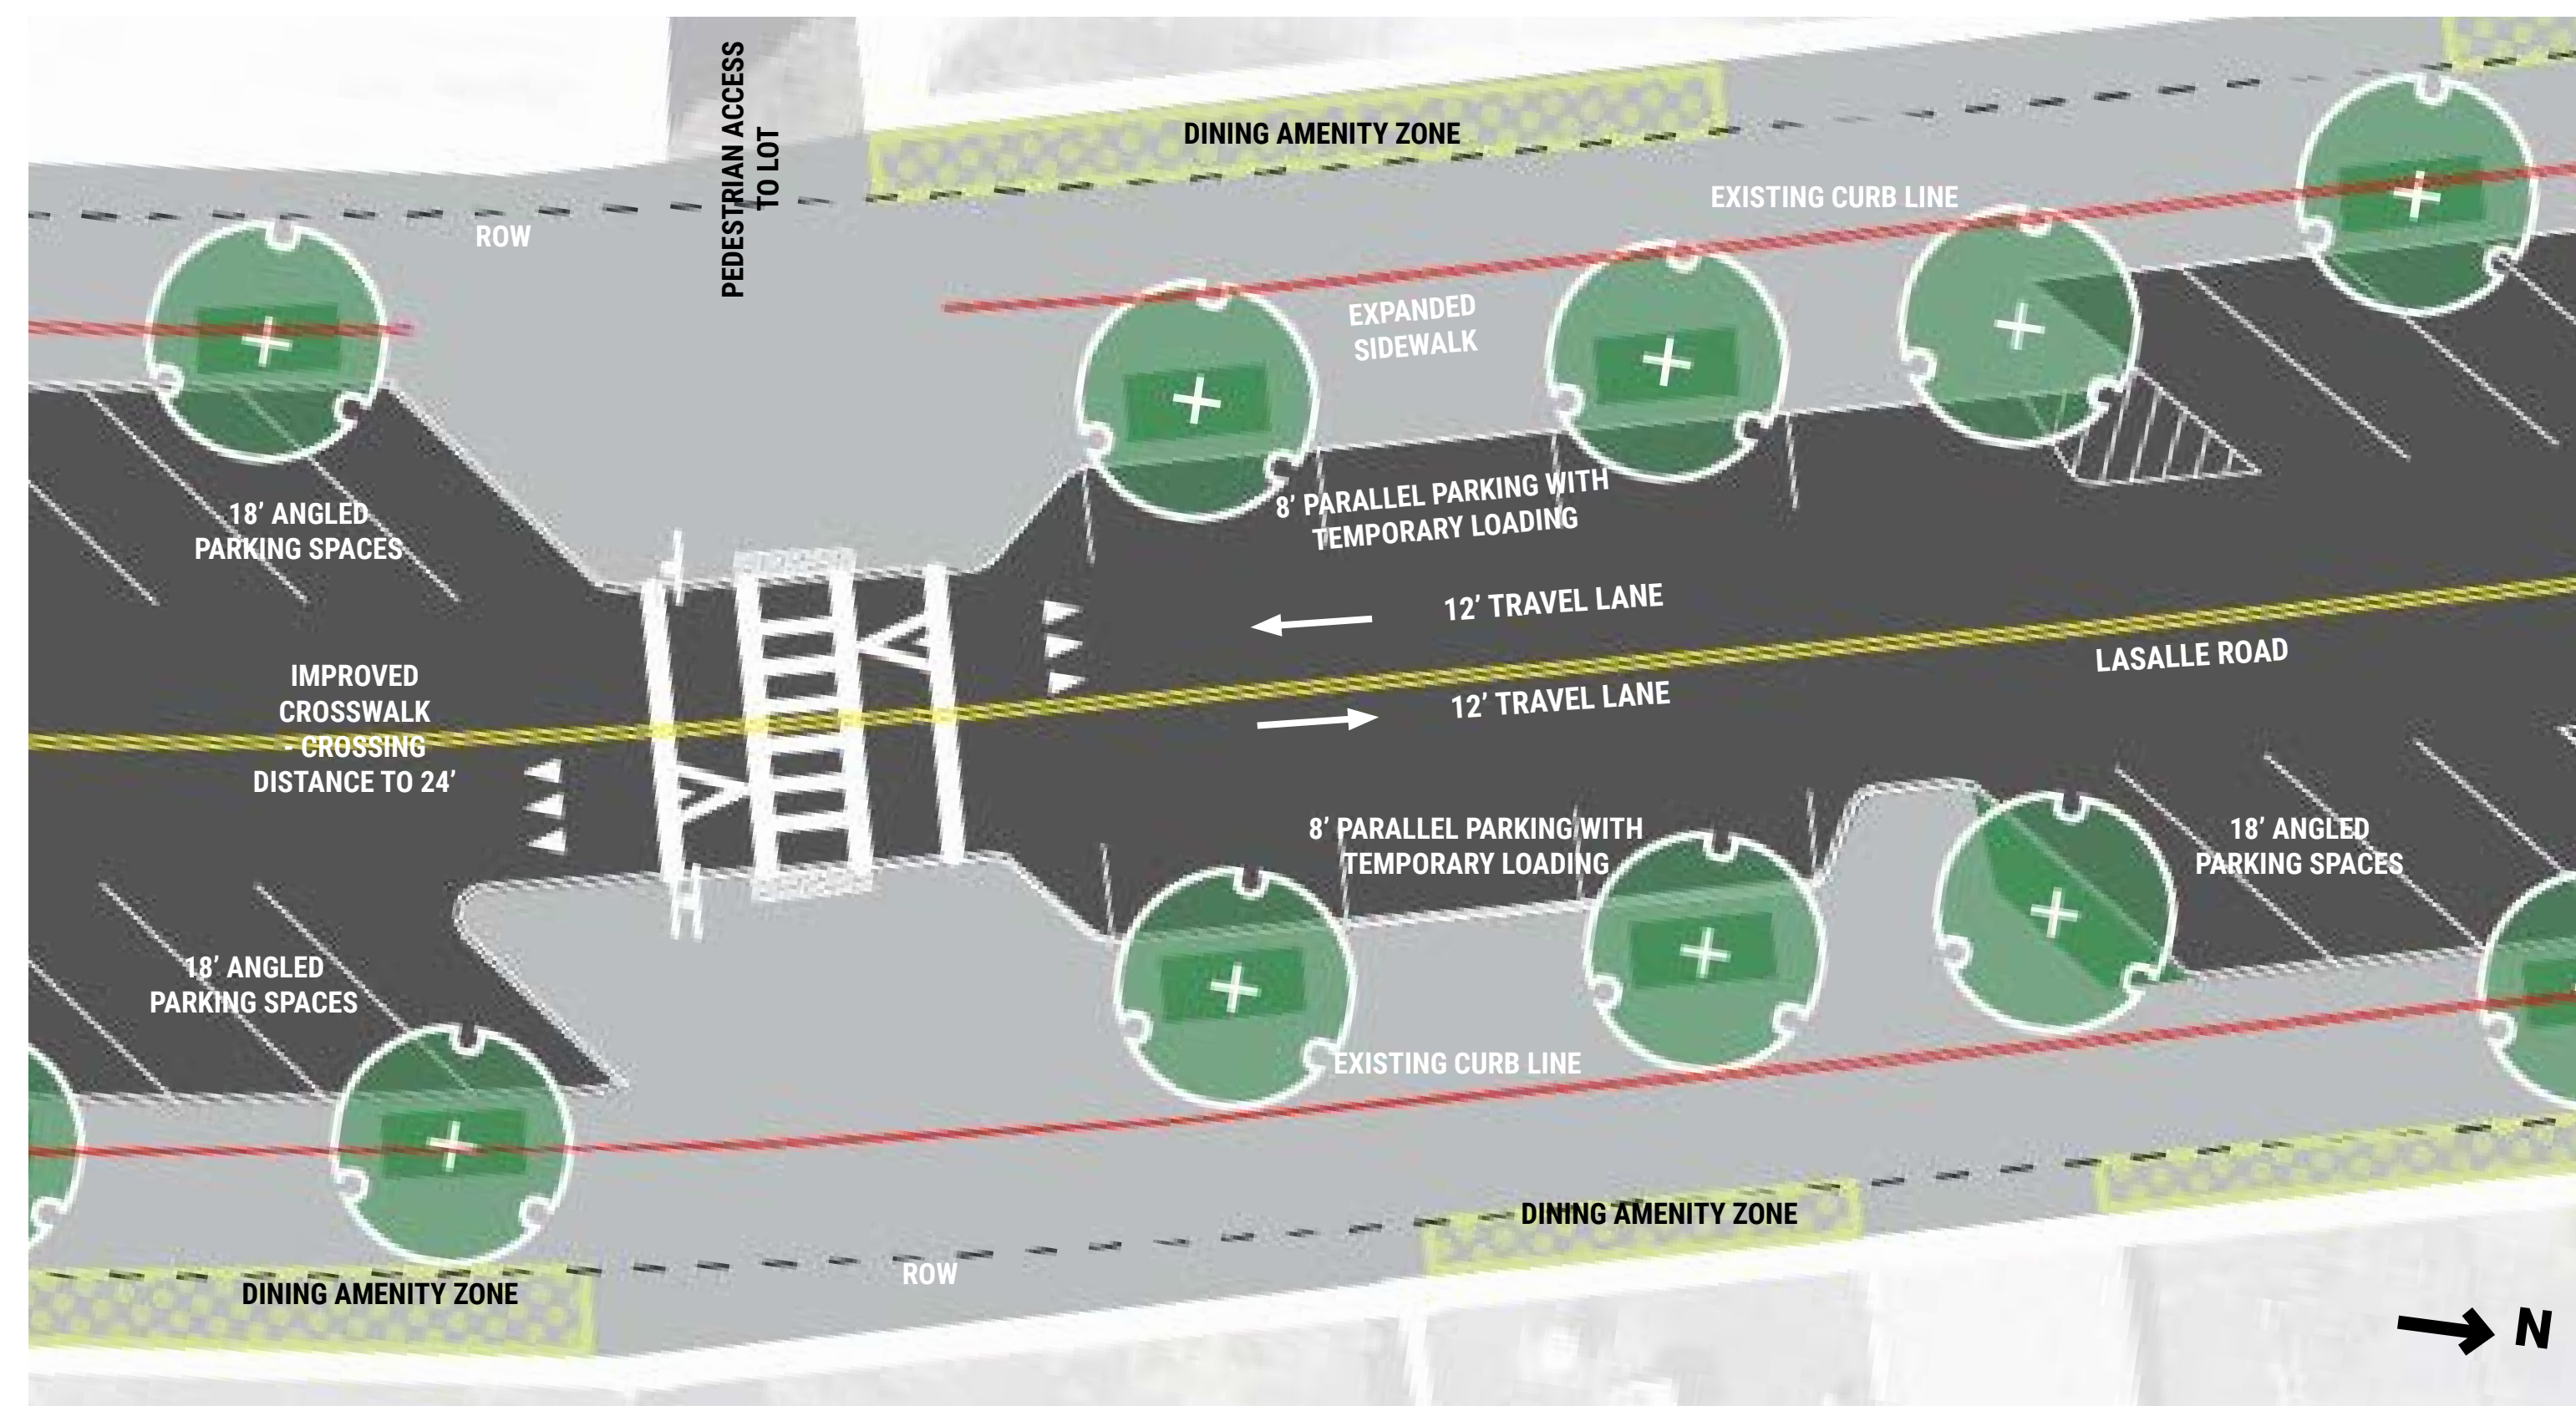 PEDESTRIAN ACCESS
TO LOT
DINING AMENITY ZONE
EXISTING CURB LINE
ROW
EXPANDED
SIDEWALK
18’ ANGLED
PARKING SPACES
8’ PARALLEL PARKING WITH
TEMPORARY LOADING
12’ TRAVEL LANE
LASALLE ROAD
IMPROVED
CROSSWALK
- CROSSING
DISTANCE TO 24’
12’ TRAVEL LANE
8’ PARALLEL PARKING WITH
TEMPORARY LOADING
18’ ANGLED
PARKING SPACES
18’ ANGLED
PARKING SPACES
EXISTING CURB LINE
DINING AMENITY ZONE
ROW
DINING AMENITY ZONE
N